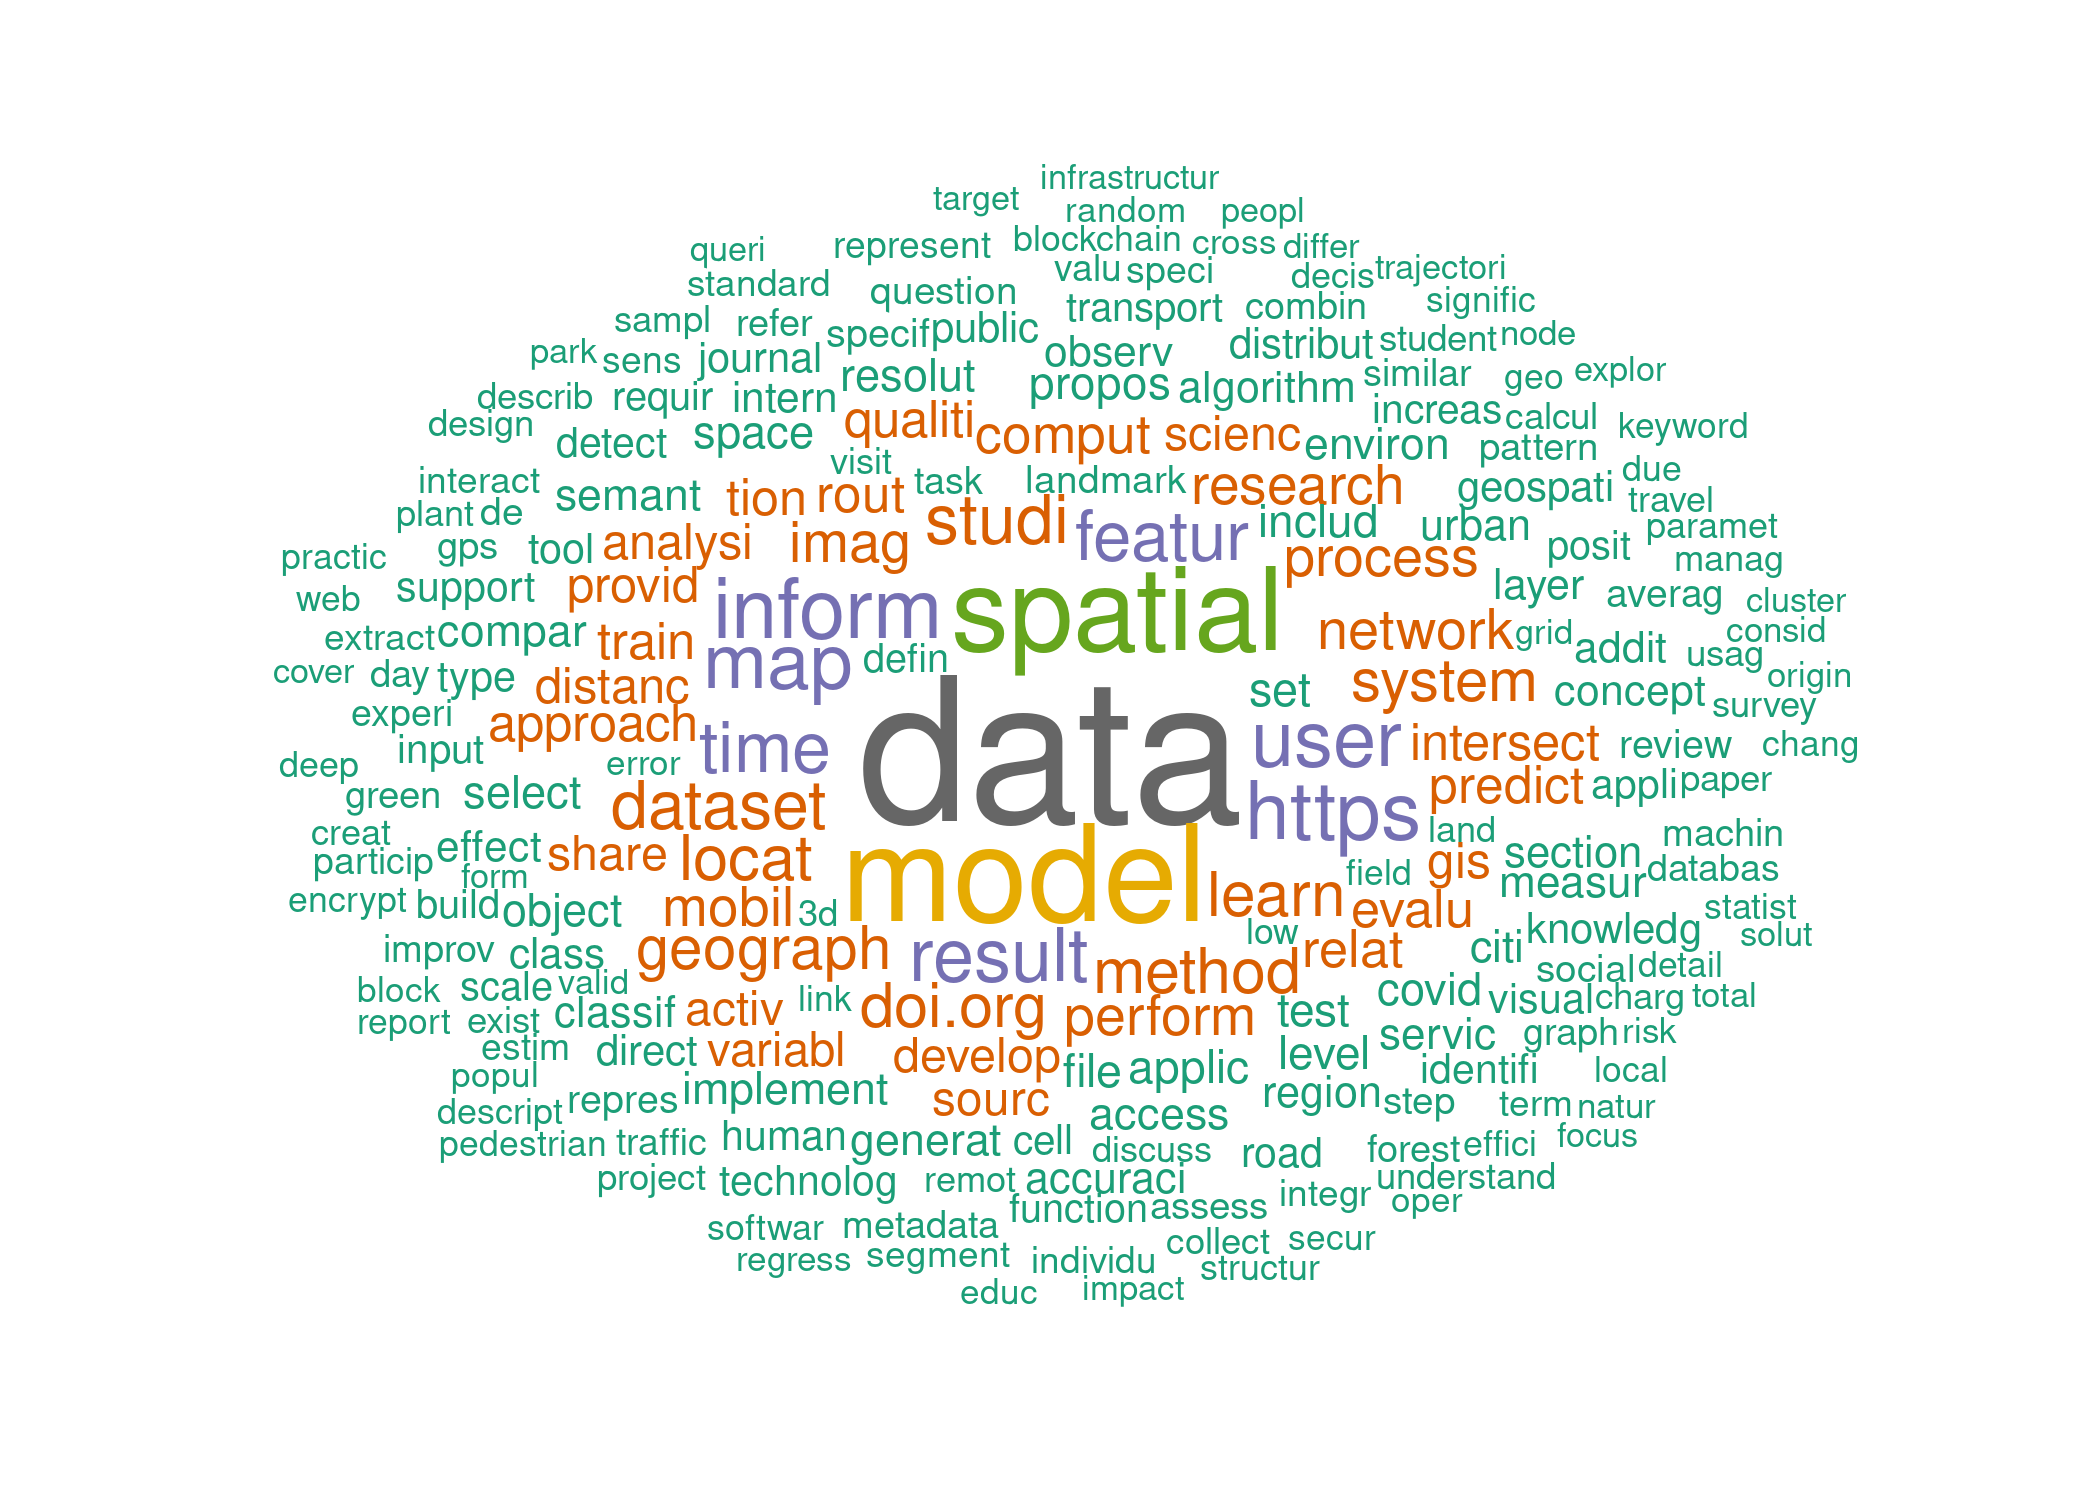 infrastructur
target random peopl
queri represent blockchain cross differ
standard valu speci decis trajectori
question transport combin signific
sampl refer specif public distribut student node
park sens journal observ
describ requir intern resolut propos algorithm similar geo explor
design detect space qualiti comput scienc environ increas calcul keyword
visit pattern
interact semant tion rout task landmark research geospati due
plant de studi featur includ urban travel
practic gps tool analysi imag process posit paramet
web support provid inform spatial layer averag manag
extract compar train network grid addit cluster
cover day type map defin consid
distanc set system concept usag origin
experi approach survey
deep input time error data user intersect review chang
green select dataset https predict appli paper
creat effect land machin
particip share locat model gis section databas
form field measur
encrypt build object mobil 3d learn evalu statist
improv class geograph result low relat citi knowledg solut
block scale valid link method social detail
report exist classif activ doi.org perform test covid visual charg total
estim direct variabl develop servic graph risk
popul implement file applic level identifi local
descript repres sourc access region step term natur
pedestrian traffic human generat cell discuss road forest effici focus
project technolog remot accuraci understand
function assess integr oper
softwar metadata collect secur
regress segment individu structur
educ impact